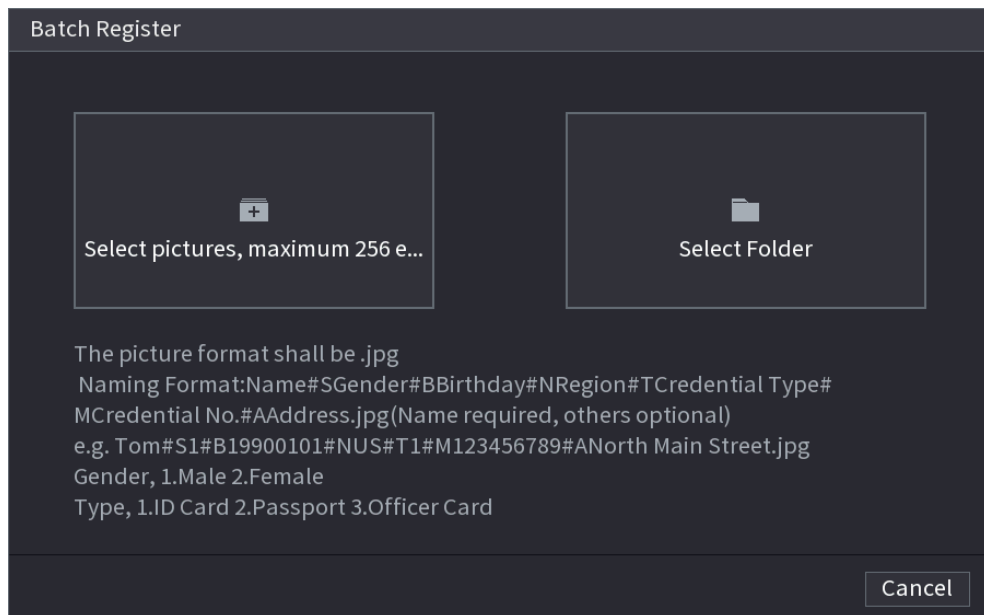 Batch Register
Select pictures, maximum 256 e...
Select Folder
The picture format shall be .jpg
Naming Format:Name#SGender#BBirthday#NRegion#TCredential Type#
MCredential No.#AAddress.jpg(Name required, others optional)
e.g. Tom#S1#B19900101#NUS#T1#M123456789#ANorth Main Street.jpg
Gender, 1.Male 2.Female
Type, 1.ID Card 2.Passport 3.Officer Card
Cancel